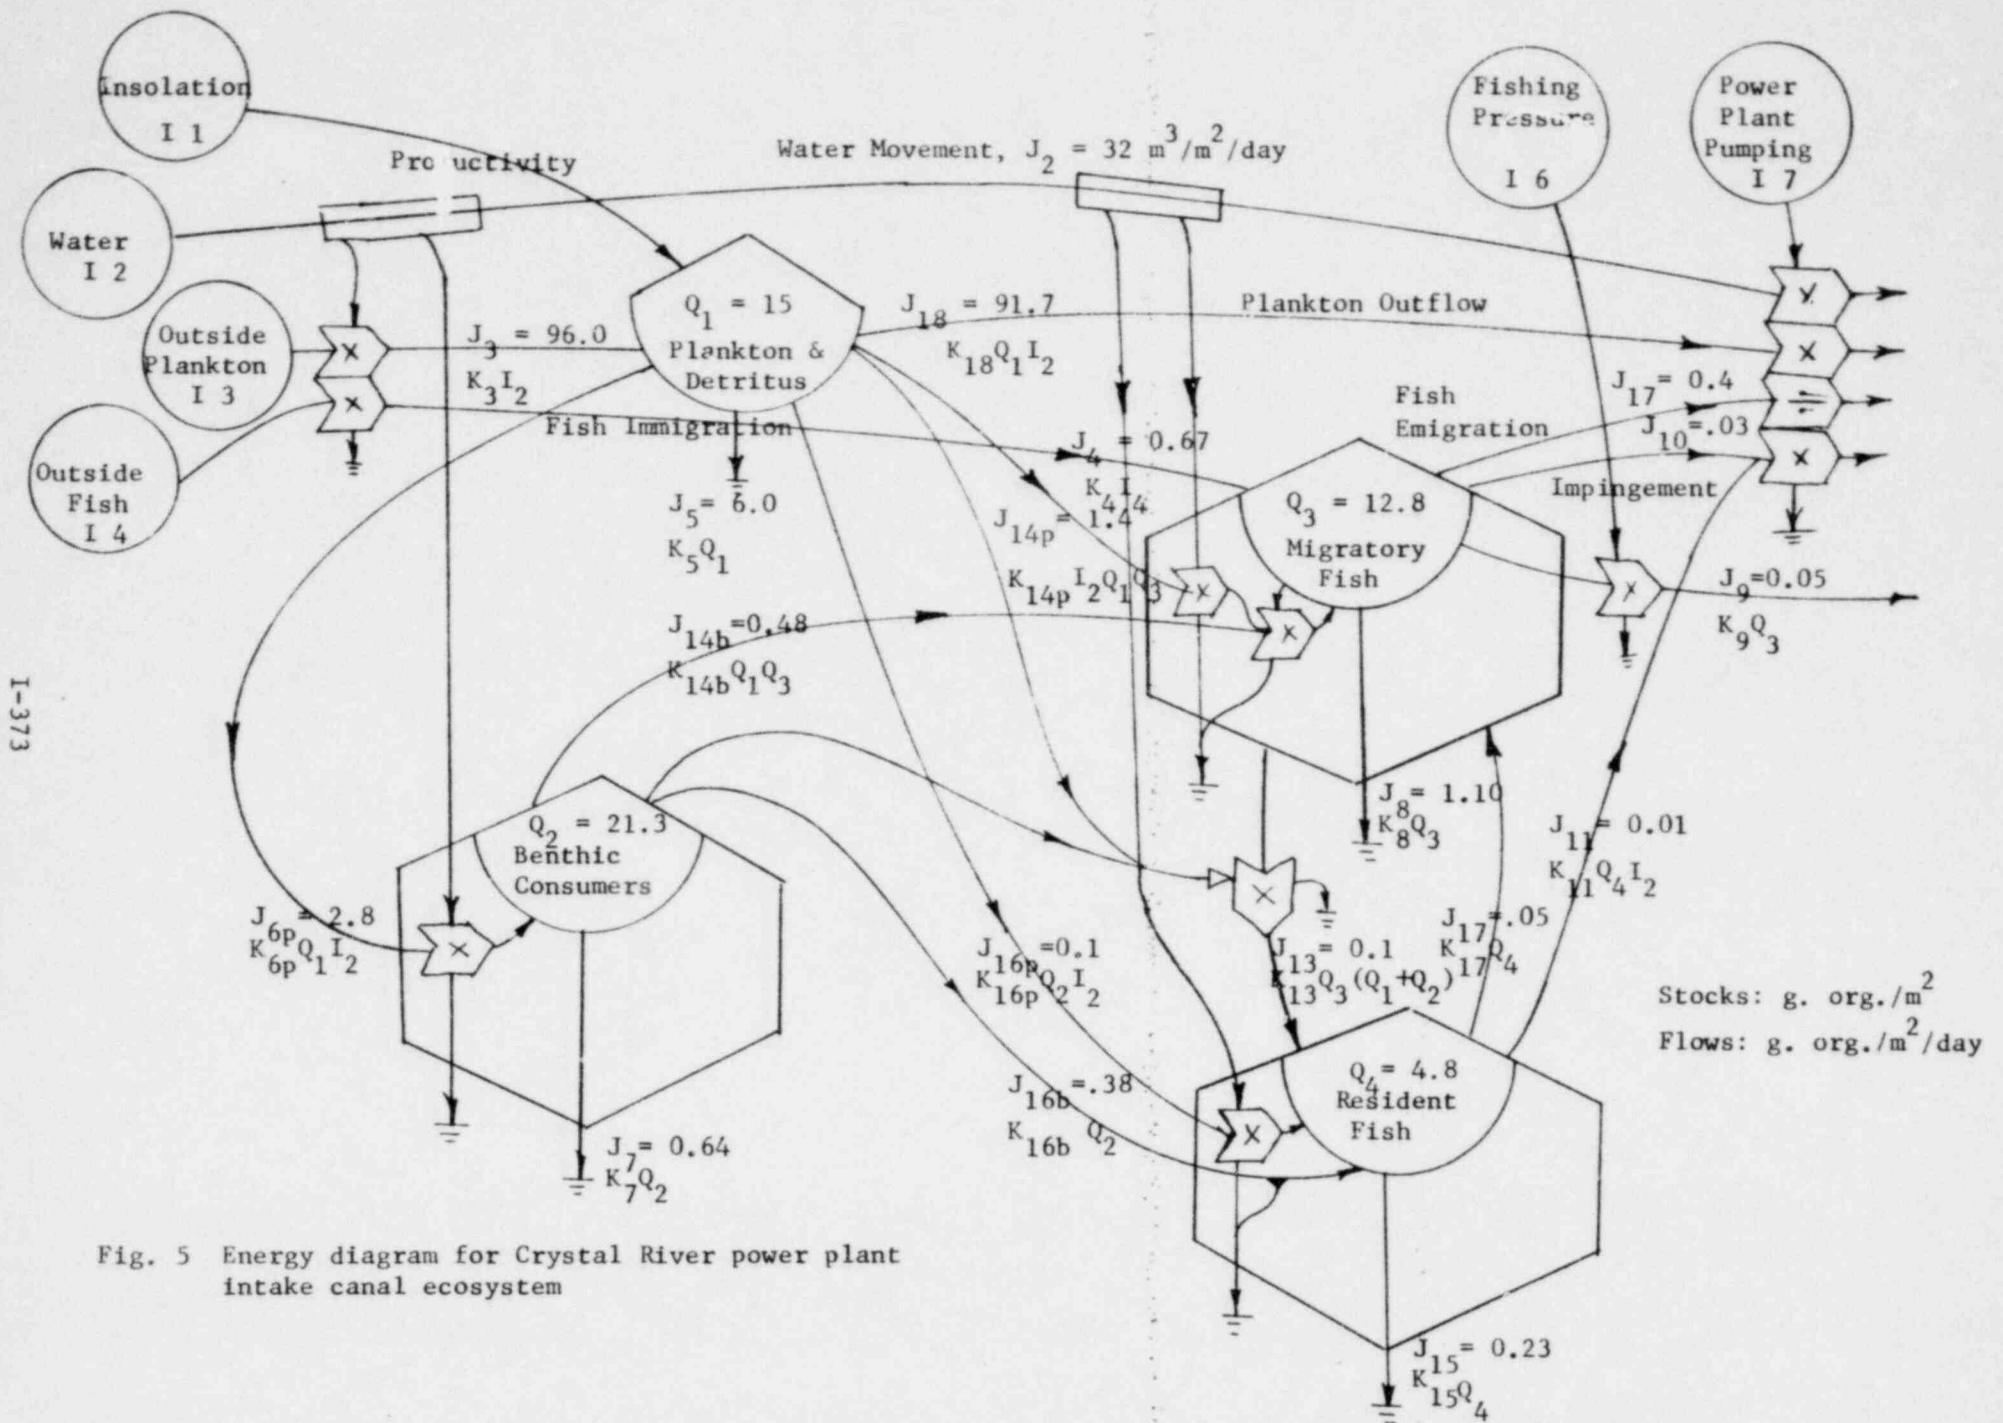 Insolation
I 1
Productivity
Water Movement, J2 = 32 m3/m2/day
Fishing
Pressure
I 6
Power
Plant
Pumping
I 7
Water
I 2
Outside
Plankton
I 3
Outside
Fish
I 4
J3 = 96.0
K3I2
Fish Immigration
Q1 = 15
Plankton &
Detritus
J18 = 91.7
K18Q1I2
Plankton Outflow
J5= 6.0
K5Q1
J4 = 0.67
K4I4
J14p= 1.4
K14pI2Q1Q3
Fish
Emigration
J17= 0.4
J10=.03
Impingement
Q3 = 12.8
Migratory
Fish
J9=0.05
K9Q3
J14b=0.48
K14bQ1Q3
J8= 1.10
K8Q3
J11= 0.01
K11Q4I2
Q2 = 21.3
Benthic
Consumers
J6p= 2.8
K6pQ1I2
J7= 0.64
K7Q2
J16p=0.1
K16pQ2I2
J13= 0.1
K13Q3(Q1+Q2)
J17=.05
K17Q4
J16b=.38
K16b Q2
Q4= 4.8
Resident
Fish
J15= 0.23
K15Q4
Stocks: g. org./m2
Flows: g. org./m2/day
Fig. 5 Energy diagram for Crystal River power plant
intake canal ecosystem
I-373